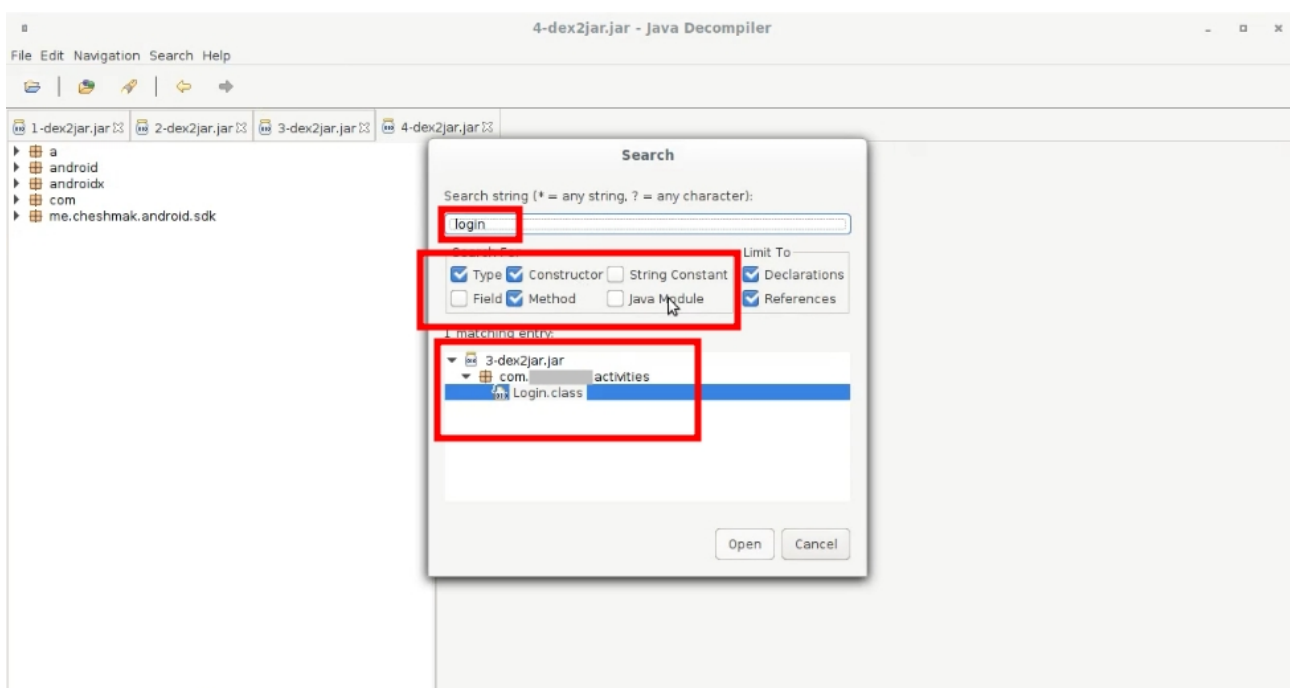 4-dex2jar.jar - Java Decompiler
File Edit Navigation Search Help
1-dex2jar.jar 2-dex2jar.jar 3-dex2jar.jar 4-dex2jar.jar
a
android
androidx
com
me.cheshmak.android.sdk
Search
Search string (* = any string, ? = any character):
login
Search For Limit To
Type Constructor String Constant Declarations
Field Method Java Module References
1 matching entry:
3-dex2jar.jar
com. activities
Login.class
Open Cancel